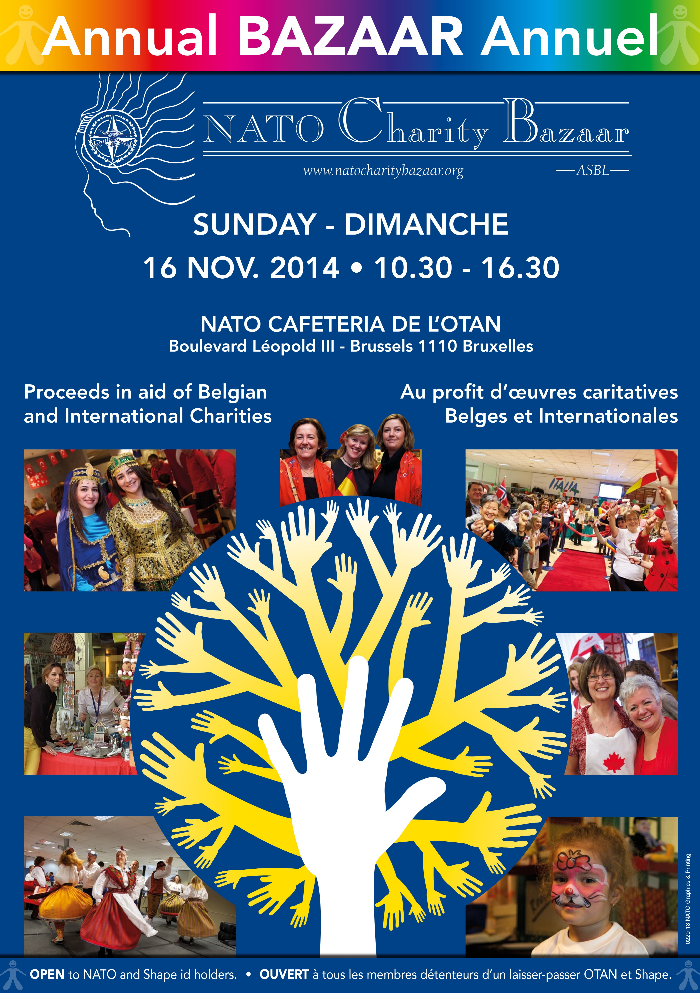 Annual BAZAAR Annuel
NATO Charity Bazaar
www.natocharitybazaar.org
ASBL
SUNDAY - DIMANCHE
16 NOV. 2014 • 10.30 - 16.30
NATO CAFETERIA DE L'OTAN
Boulevard Léopold III - Brussels 1110 Bruxelles
Proceeds in aid of Belgian
and International Charities
Au profit d'œuvres caritatives
Belges et Internationales
ITALIA
OPEN to NATO and Shape id holders. • OUVERT à tous les membres détenteurs d'un laisser-passer OTAN et Shape.